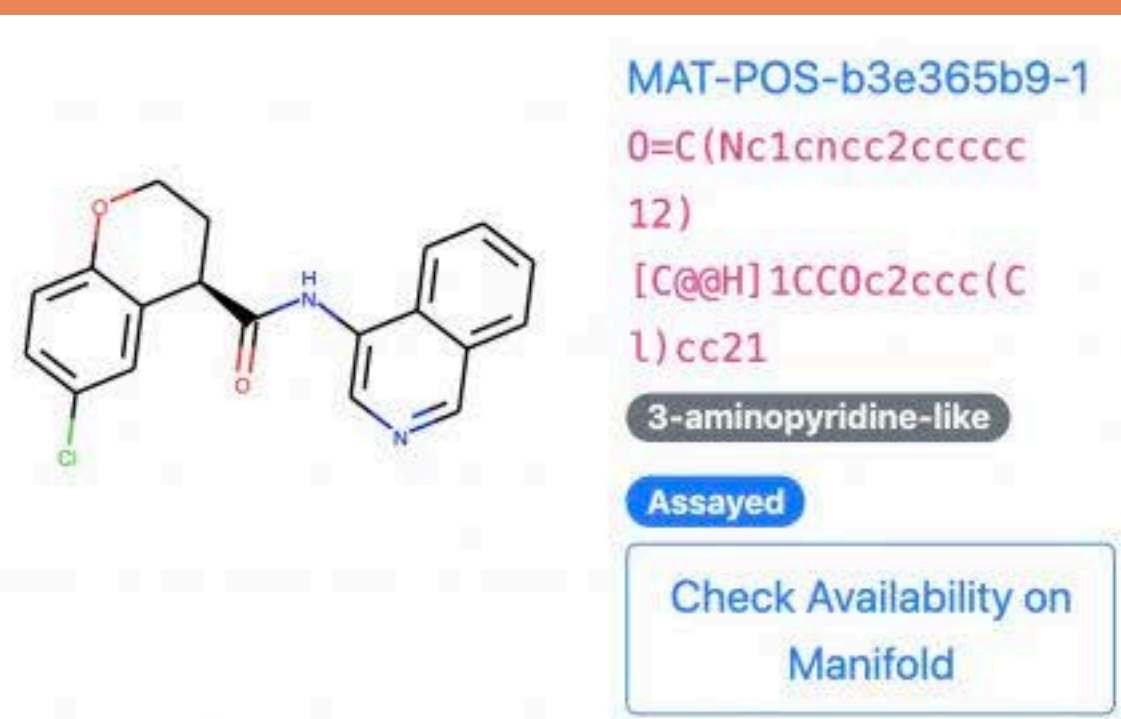 MAT-POS-b3e365b9-1
O=C(Nc1cncc2ccccc
12)
[C@@H]1CCOc2ccc(C
l)cc21
3-aminopyridine-like
Assayed
Check Availability on
Manifold
O
H
N
O
N
Cl